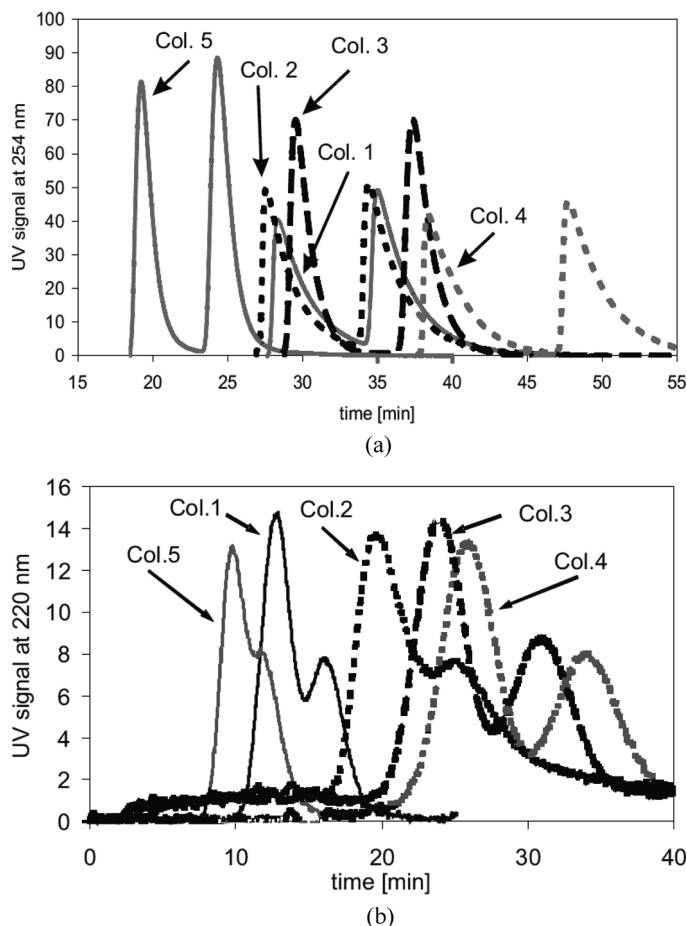 100
90
80
70
60
50
40
30
20
10
0
UV signal at 254 nm
Col. 5
Col. 2
Col. 3
Col. 1
Col. 4
15 20 25 30 35 40 45 50 55
time [min]
(a)
16
14
12
10
8
6
4
2
0
UV signal at 220 nm
Col.1
Col.2
Col.3
Col.5
Col.4
0 10 20 30 40
time [min]
(b)